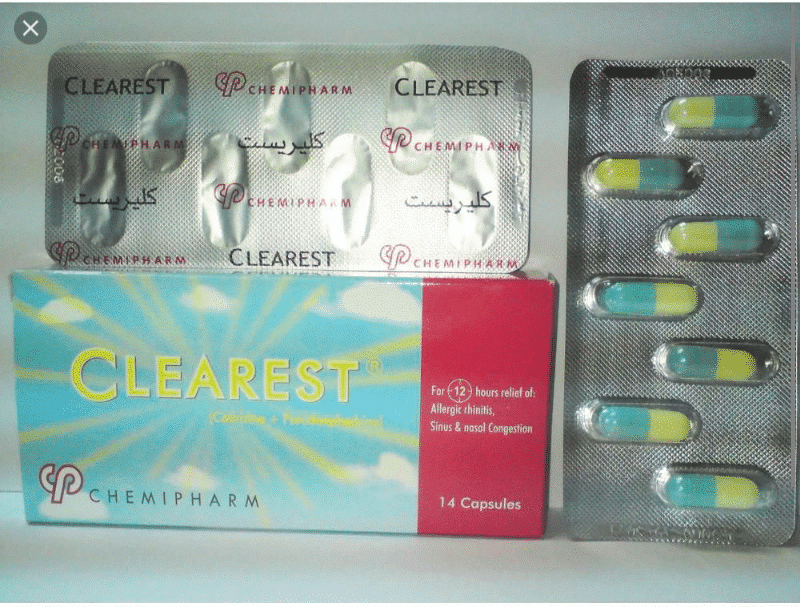 CLEAREST CHEMIPHARM CLEAREST
CHEMIPHARM كليريست CHEMIPHARM
كليريست CHEMIPHARM كليريست
CHEMIPHARM CLEAREST CHEMIPHARM
CLEAREST®
For 12 hours relief of:
Allergic rhinitis,
Sinus & nasal Congestion
CHEMIPHARM
14 Capsules